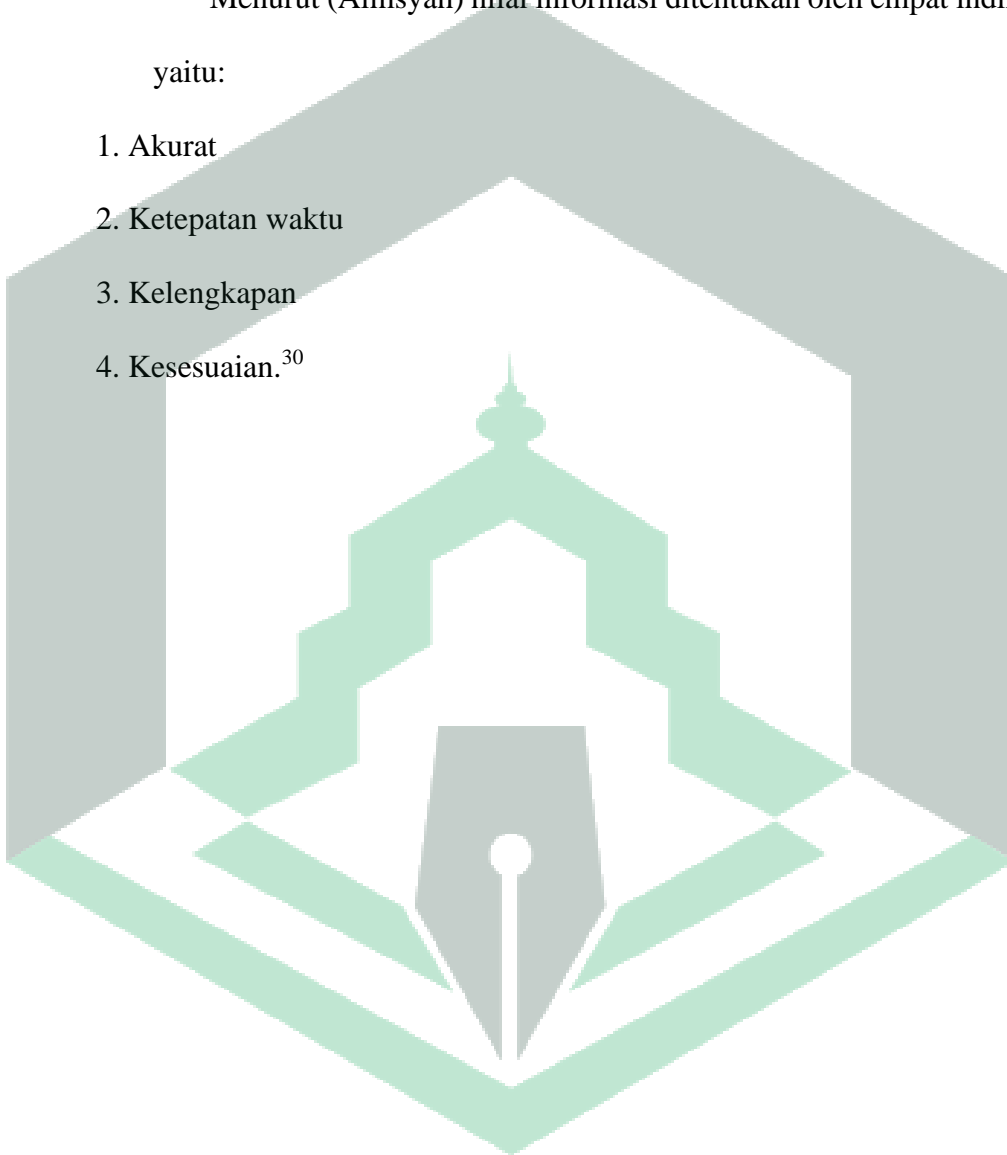 Menurut nilai informasi ditentukan oleh empat
yaitu:
1. Akurat
2. Ketepatan waktu
3. Kelengkapan
4. Kesesuaian.30